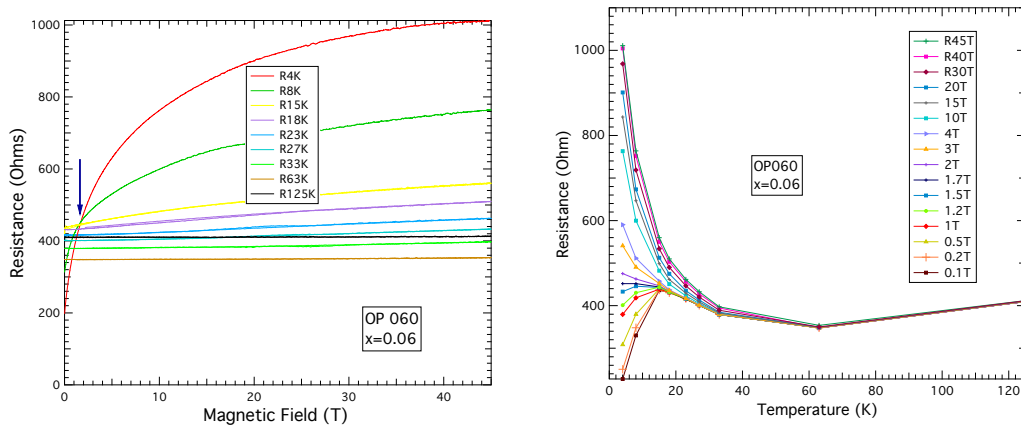 1000
800
600
400
200
0
Resistance (Ohms)
0
10
20
30
40
Magnetic Field (T)
R4K
R8K
R15K
R18K
R23K
R27K
R33K
R63K
R125K
OP 060
x=0.06
1000
800
600
400
Resistance (Ohm)
0
20
40
60
80
100
120
Temperature (K)
OP060
x=0.06
R45T
R40T
R30T
20T
15T
10T
4T
3T
2T
1.7T
1.5T
1.2T
1T
0.5T
0.2T
0.1T